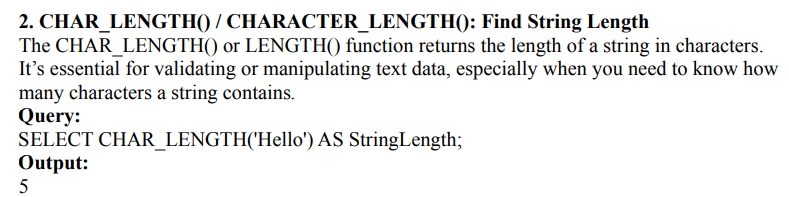 2. CHAR_LENGTH() / CHARACTER_LENGTH(): Find String Length
The CHAR_LENGTH() or LENGTH() function returns the length of a string in characters.
It’s essential for validating or manipulating text data, especially when you need to know how
many characters a string contains.
Query:
SELECT CHAR_LENGTH('Hello') AS StringLength;
Output:
5